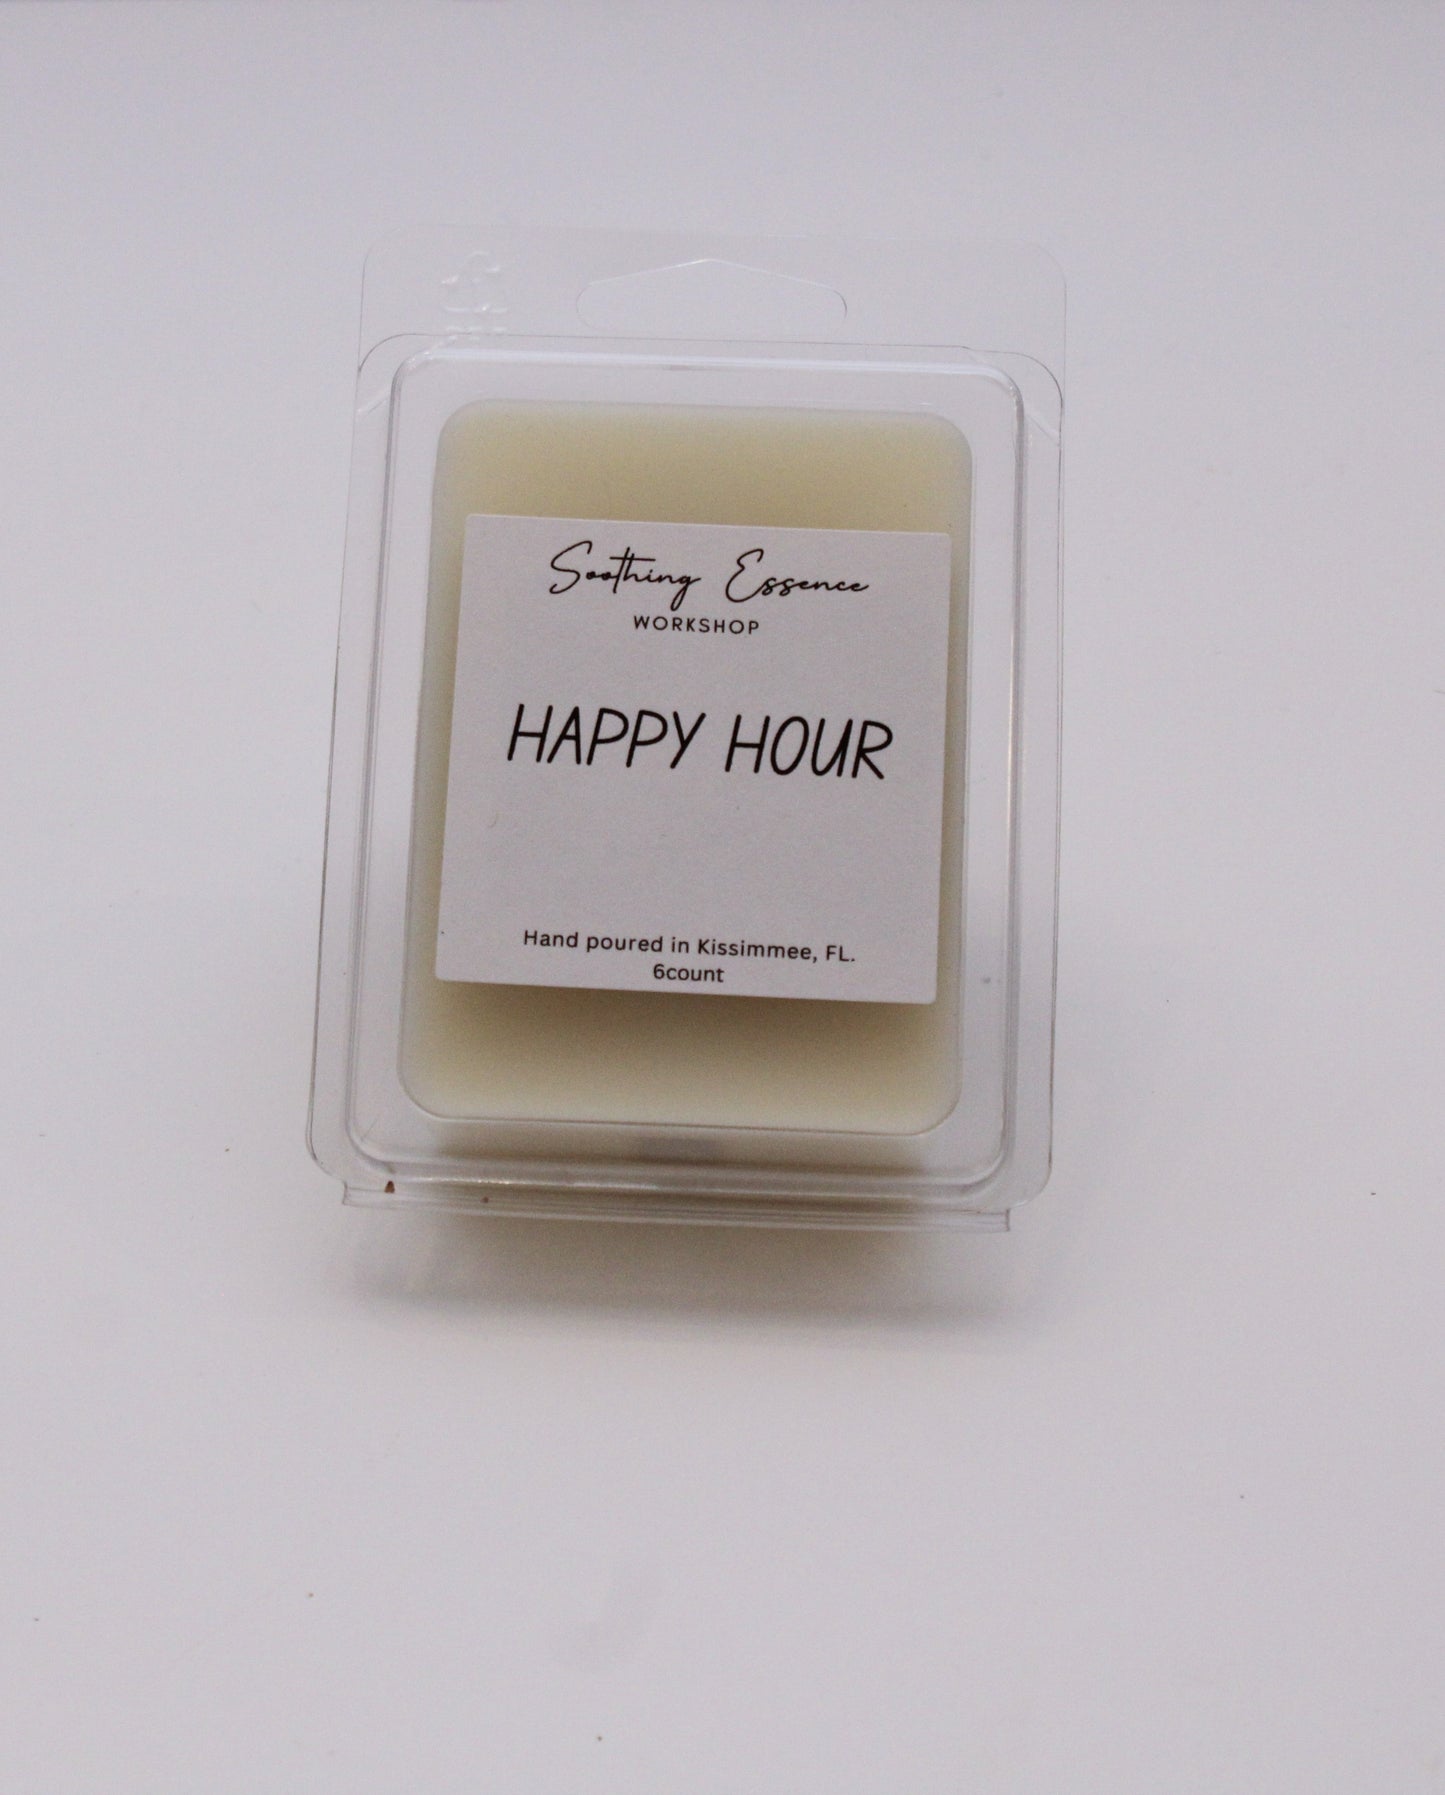 Soothing Essence
WORKSHOP
HAPPY HOUR
Hand poured in Kissimmee, FL.
6count